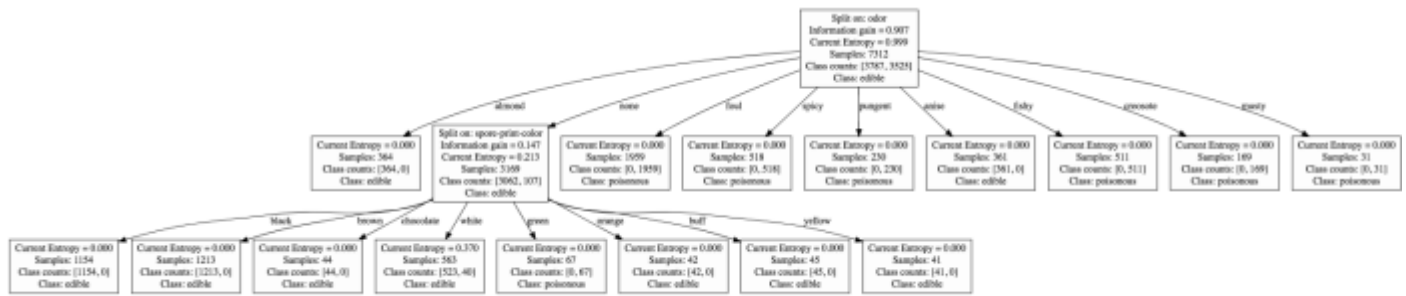 Split on: odor
Information gain = 0.907
Current Entropy = 0.999
Samples: 7312
Class counts: [3787, 3525]
Class: edible
almond
none
foul
spicy
pungent
anise
fishy
creosote
musty
Current Entropy = 0.000
Samples: 364
Class counts: [364, 0]
Class: edible
Split on: spore-print-color
Information gain = 0.147
Current Entropy = 0.213
Samples: 3169
Class counts: [3062, 107]
Class: edible
Current Entropy = 0.000
Samples: 1959
Class counts: [0, 1959]
Class: poisonous
Current Entropy = 0.000
Samples: 518
Class counts: [0, 518]
Class: poisonous
Current Entropy = 0.000
Samples: 230
Class counts: [0, 230]
Class: poisonous
Current Entropy = 0.000
Samples: 361
Class counts: [361, 0]
Class: edible
Current Entropy = 0.000
Samples: 511
Class counts: [0, 511]
Class: poisonous
Current Entropy = 0.000
Samples: 169
Class counts: [0, 169]
Class: poisonous
Current Entropy = 0.000
Samples: 31
Class counts: [0, 31]
Class: poisonous
black
brown
chocolate
white
green
orange
buff
yellow
Current Entropy = 0.000
Samples: 1154
Class counts: [1154, 0]
Class: edible
Current Entropy = 0.000
Samples: 1213
Class counts: [1213, 0]
Class: edible
Current Entropy = 0.000
Samples: 44
Class counts: [44, 0]
Class: edible
Current Entropy = 0.370
Samples: 563
Class counts: [523, 40]
Class: edible
Current Entropy = 0.000
Samples: 67
Class counts: [0, 67]
Class: poisonous
Current Entropy = 0.000
Samples: 42
Class counts: [42, 0]
Class: edible
Current Entropy = 0.000
Samples: 45
Class counts: [45, 0]
Class: edible
Current Entropy = 0.000
Samples: 41
Class counts: [41, 0]
Class: edible